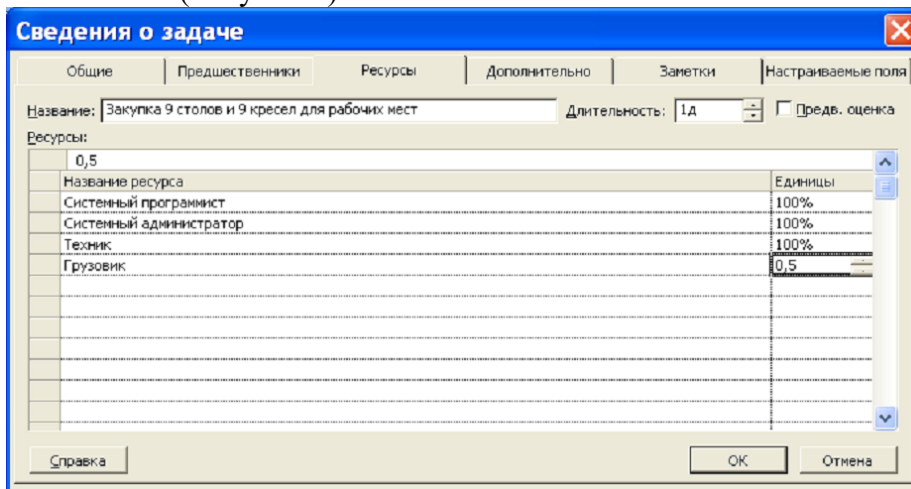 Сведения о задаче
Общие Предшественники Ресурсы Дополнительно Заметки Настраиваемые поля
Название: Закупка 9 столов и 9 кресел для рабочих мест Длительность: 1д Предв. оценка
Ресурсы:
0,5
Название ресурса Единицы
Системный программист 100%
Системный администратор 100%
Техник 100%
Грузовик 0,5
Справка ОК Отмена